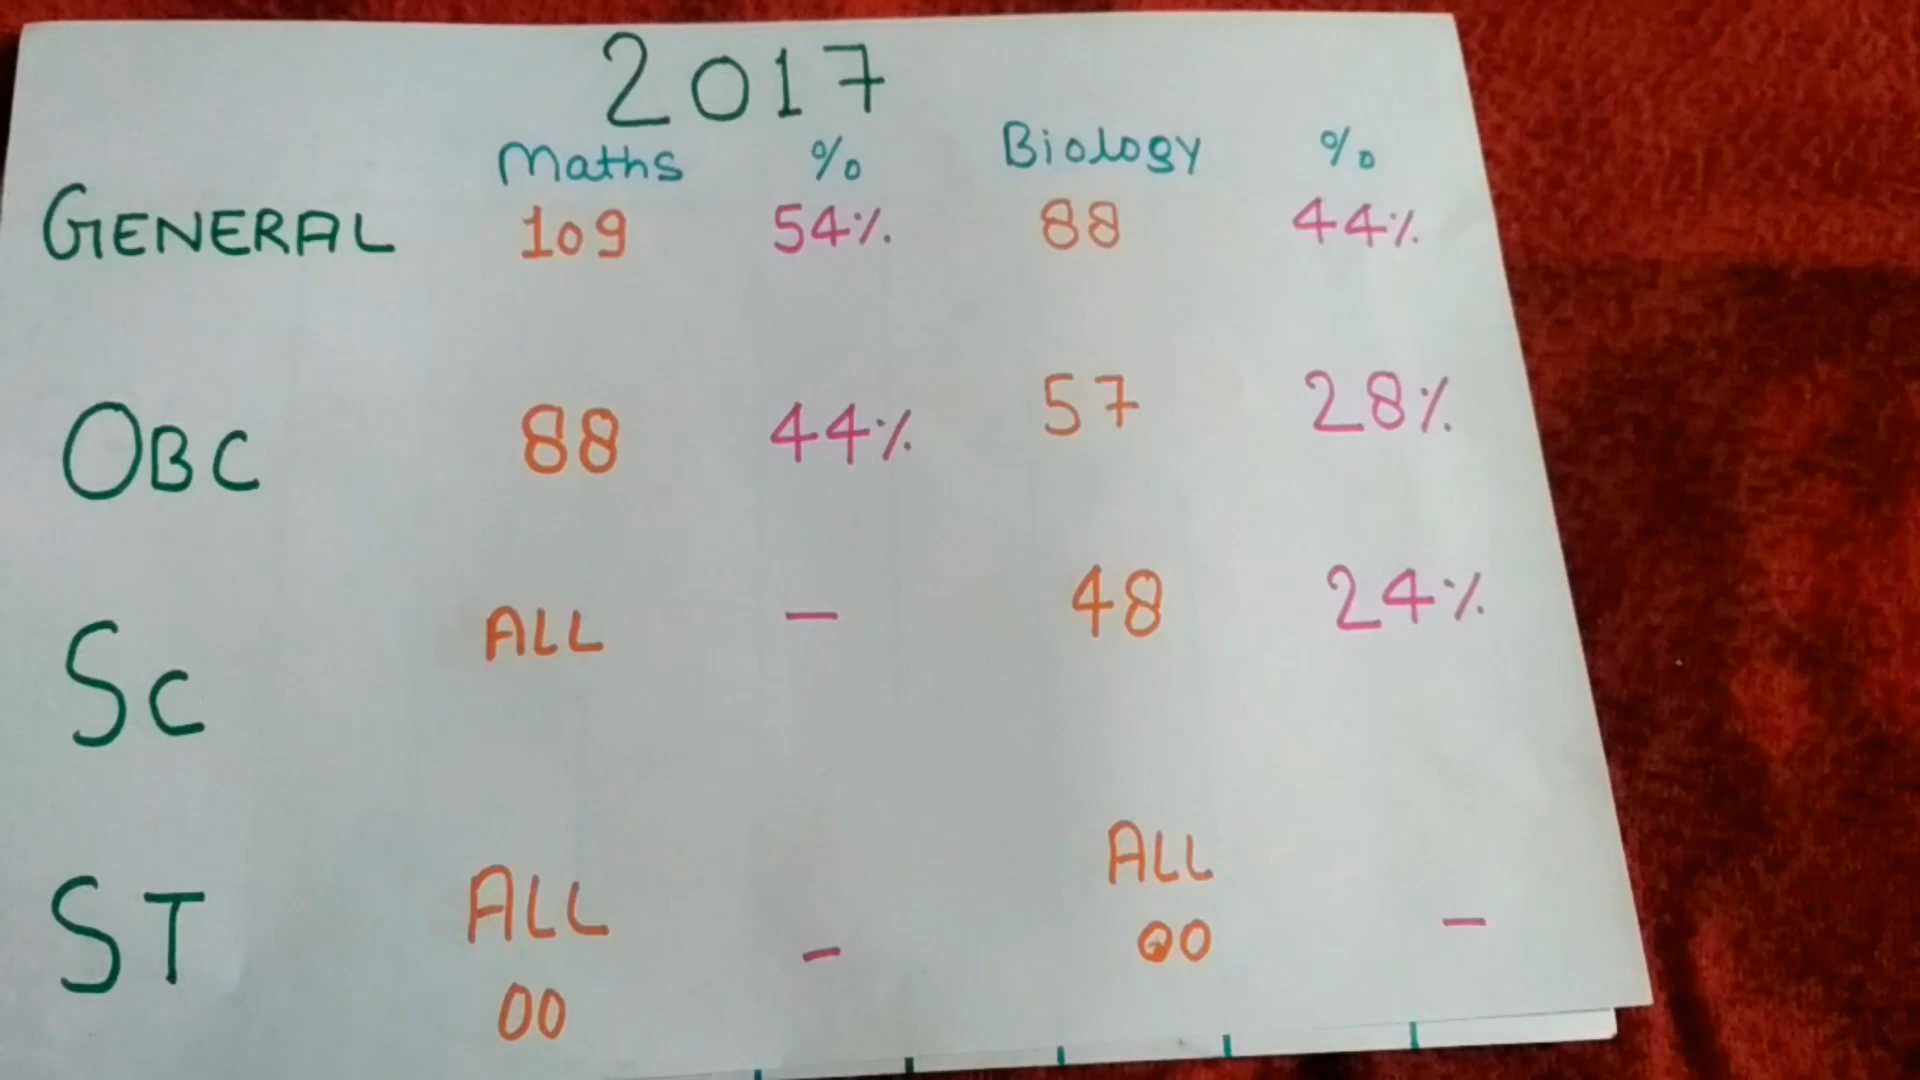 2017
Maths % Biology %
GENERAL 109 54% 88 44%
OBC 88 44% 57 28%
SC ALL - 48 24%
ST ALL - ALL -
00 00